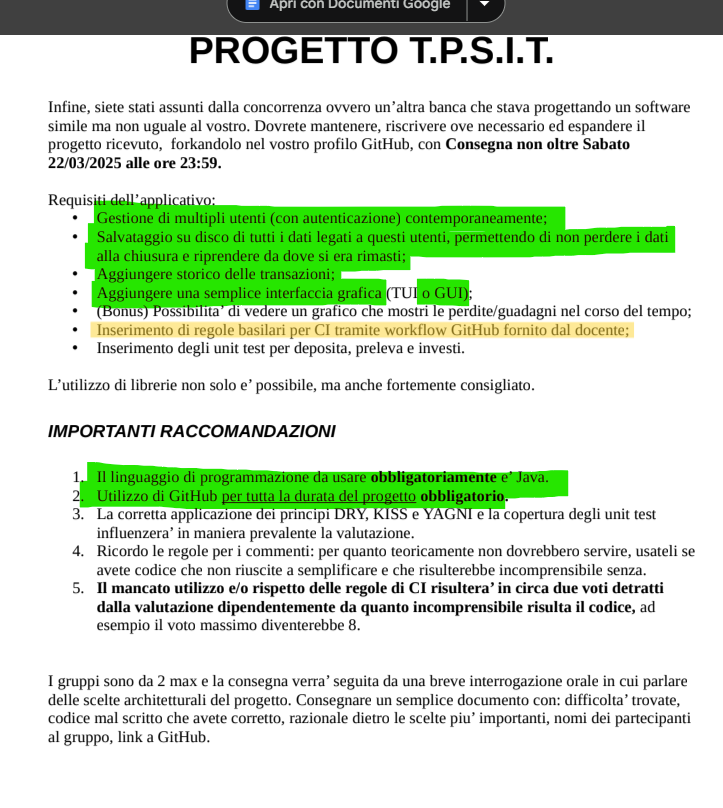 Apri con Documenti Google
PROGETTO T.P.S.I.T.
Infine, siete stati assunti dalla concorrenza ovvero un’altra banca che stava progettando un software
simile ma non uguale al vostro. Dovrete mantenere, riscrivere ove necessario ed espandere il
progetto ricevuto, forkandolo nel vostro profilo GitHub, con Consegna non oltre Sabato
22/03/2025 alle ore 23:59.
Requisiti dell’applicativo:
• Gestione di multipli utenti (con autenticazione) contemporaneamente;
• Salvataggio su disco di tutti i dati legati a questi utenti, permettendo di non perdere i dati
alla chiusura e riprendere da dove si era rimasti;
• Aggiungere storico delle transazioni;
• Aggiungere una semplice interfaccia grafica (TUI o GUI);
• (Bonus) Possibilita’ di vedere un grafico che mostri le perdite/guadagni nel corso del tempo;
• Inserimento di regole basilari per CI tramite workflow GitHub fornito dal docente;
• Inserimento degli unit test per deposita, preleva e investi.
L’utilizzo di librerie non solo e’ possibile, ma anche fortemente consigliato.
IMPORTANTI RACCOMANDAZIONI
1. Il linguaggio di programmazione da usare obbligatoriamente e’ Java.
2. Utilizzo di GitHub per tutta la durata del progetto obbligatorio.
3. La corretta applicazione dei principi DRY, KISS e YAGNI e la copertura degli unit test
influenzera’ in maniera prevalente la valutazione.
4. Ricordo le regole per i commenti: per quanto teoricamente non dovrebbero servire, usateli se
avete codice che non riuscite a semplificare e che risulterebbe incomprensibile senza.
5. Il mancato utilizzo e/o rispetto delle regole di CI risultera’ in circa due voti detratti
dalla valutazione dipendentemente da quanto incomprensibile risulta il codice, ad
esempio il voto massimo diventerebbe 8.
I gruppi sono da 2 max e la consegna verra’ seguita da una breve interrogazione orale in cui parlare
delle scelte architetturali del progetto. Consegnare un semplice documento con: difficolta’ trovate,
codice mal scritto che avete corretto, razionale dietro le scelte piu’ importanti, nomi dei partecipanti
al gruppo, link a GitHub.